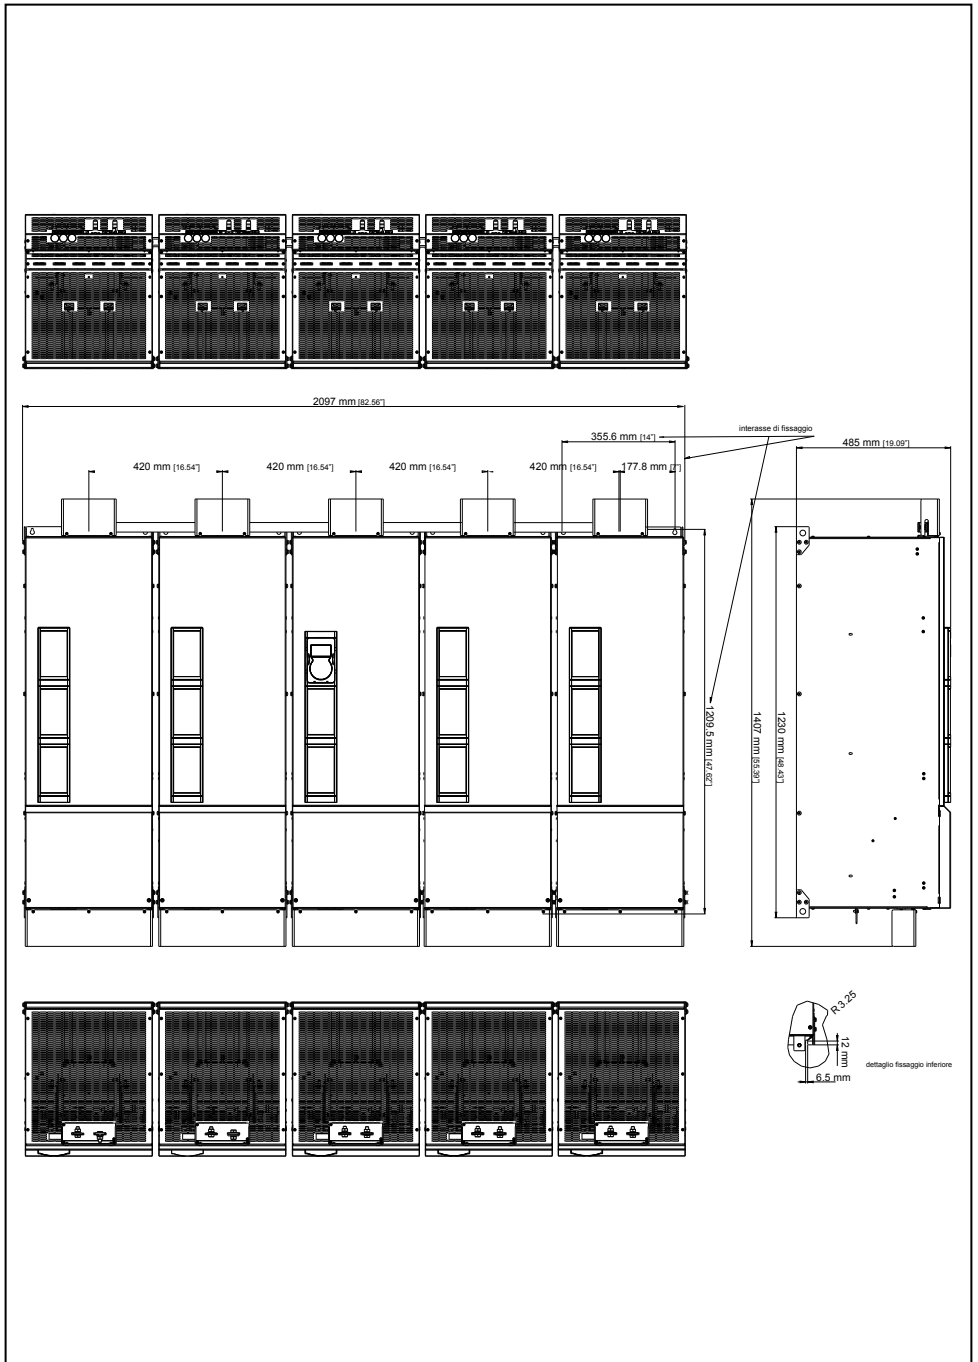 2097 mm [82.56"]
interasse di fissaggio
355.6 mm [14"]
485 mm [19.09"]
420 mm [16.54"]
420 mm [16.54"]
420 mm [16.54"]
420 mm [16.54"]
177.8 mm [7"]
1209.5 mm [47.62"]
1407 mm [55.39"]
1230 mm [48.43"]
R 3.25
12 mm
dettaglio fissaggio inferiore
6.5 mm